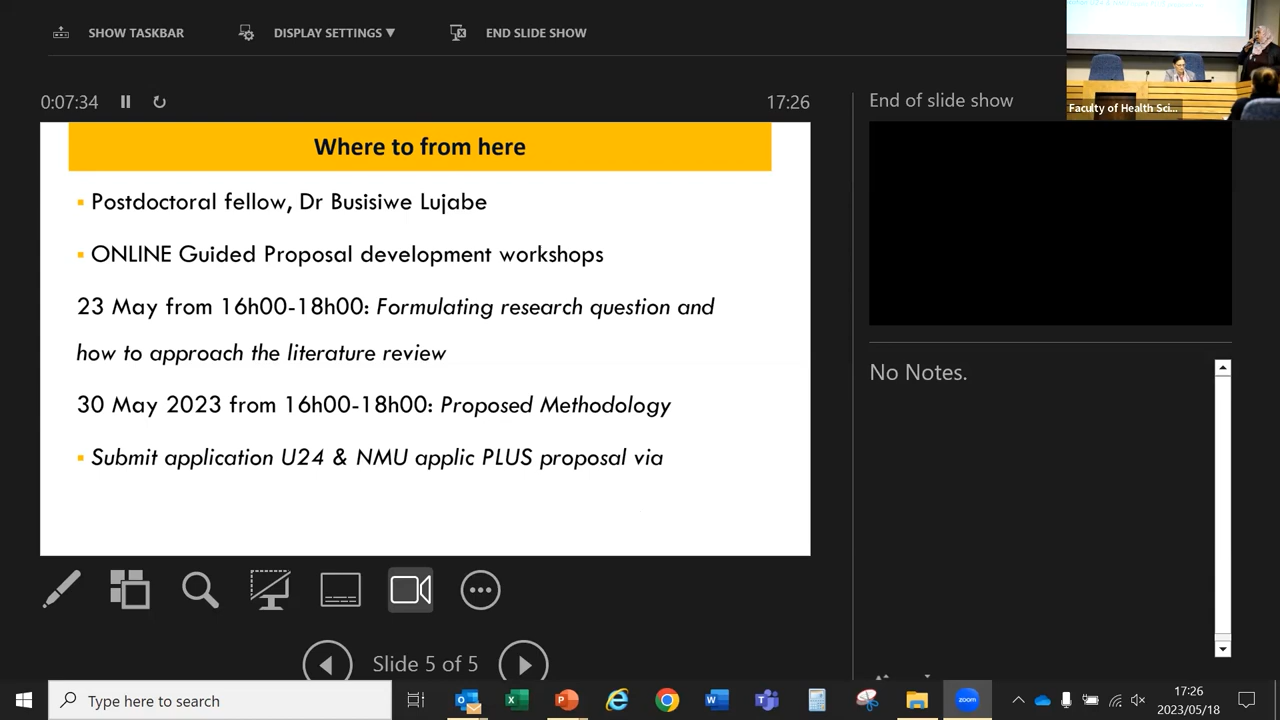 SHOW TASKBAR
DISPLAY SETTINGS ▼
END SLIDE SHOW
0:07:34
17:26
End of slide show
Faculty of Health Sci...
Where to from here
▪ Postdoctoral fellow, Dr Busisiwe Lujabe
▪ ONLINE Guided Proposal development workshops
23 May from 16h00-18h00: Formulating research question and
how to approach the literature review
30 May 2023 from 16h00-18h00: Proposed Methodology
▪ Submit application U24 & NMU applic PLUS proposal via
No Notes.
Slide 5 of 5
Type here to search
zoom
17:26
2023/05/18